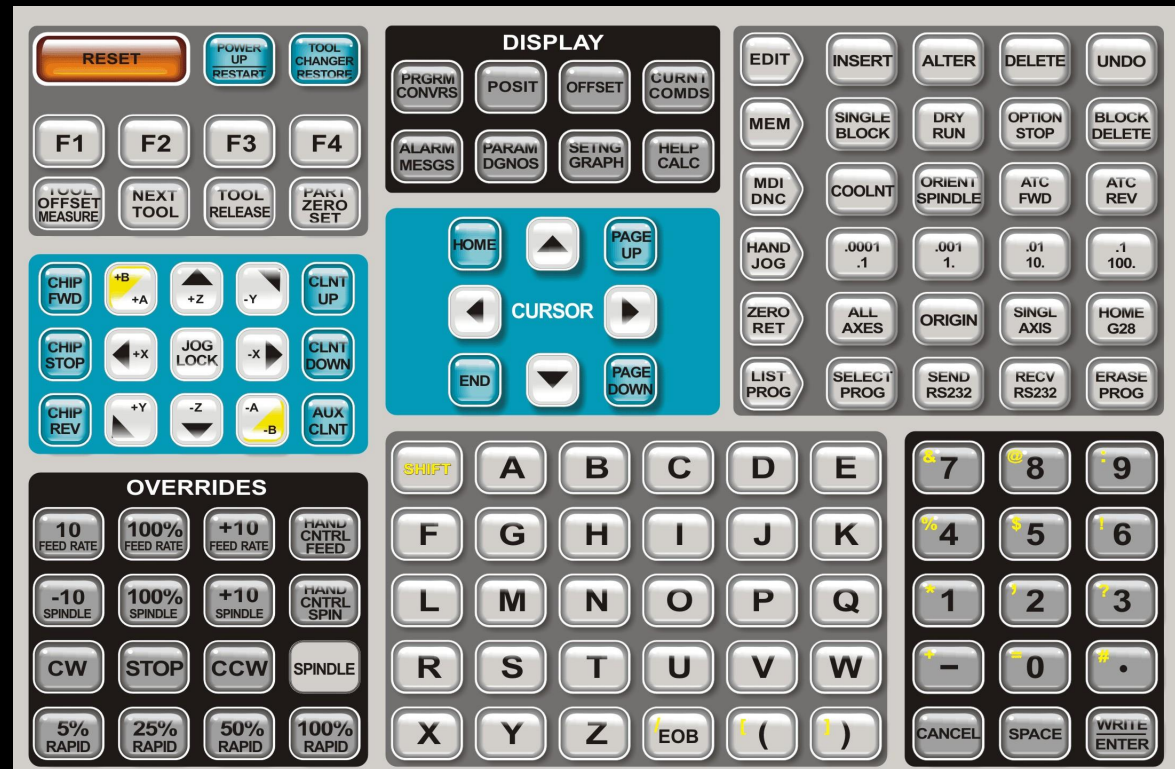 RESET
POWER
UP
RESTART
TOOL
CHANGER
RESTORE
F1
F2
F3
F4
TOOL
OFFSET
MEASURE
NEXT
TOOL
TOOL
RELEASE
PART
ZERO
SET
CHIP
FWD
+B
+A
+Z
-Y
CLNT
UP
CHIP
STOP
+X
JOG
LOCK
-X
CLNT
DOWN
CHIP
REV
+Y
-Z
-A
-B
AUX
CLNT
OVERRIDES
10
FEED RATE
100%
FEED RATE
+10
FEED RATE
HAND
CNTRL
FEED
-10
SPINDLE
100%
SPINDLE
+10
SPINDLE
HAND
CNTRL
SPIN
CW
STOP
CCW
SPINDLE
5%
RAPID
25%
RAPID
50%
RAPID
100%
RAPID
DISPLAY
PRGRM
CONVRS
POSIT
OFFSET
CURNT
COMDS
ALARM
MESGS
PARAM
DGNOS
SETNG
GRAPH
HELP
CALC
HOME
PAGE
UP
CURSOR
END
PAGE
DOWN
EDIT
INSERT
ALTER
DELETE
UNDO
MEM
SINGLE
BLOCK
DRY
RUN
OPTION
STOP
BLOCK
DELETE
MDI
DNC
COOLNT
ORIENT
SPINDLE
ATC
FWD
ATC
REV
HAND
JOG
.0001
.1
.001
1.
.01
10.
.1
100.
ZERO
RET
ALL
AXES
ORIGIN
SINGL
AXIS
HOME
G28
LIST
PROG
SELECT
PROG
SEND
RS232
RECV
RS232
ERASE
PROG
SHIFT
A
B
C
D
E
F
G
H
I
J
K
L
M
N
O
P
Q
R
S
T
U
V
W
X
Y
Z
/ EOB
[ (
] )
& 7
@ 8
: 9
% 4
$ 5
! 6
* 1
, 2
? 3
+ -
= 0
# .
CANCEL
SPACE
WRITE
ENTER